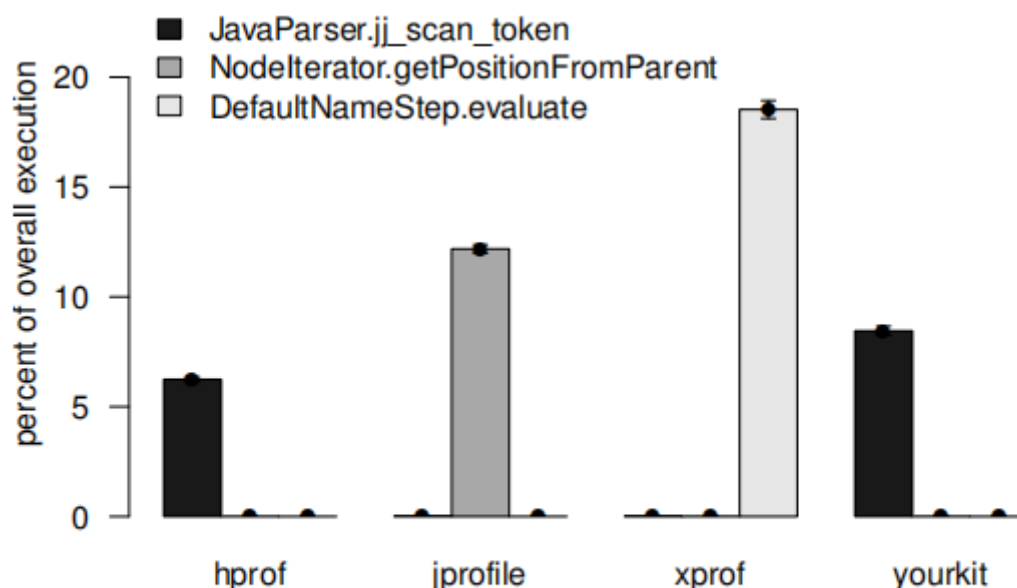 JavaParser.jj_scan_token
NodeIterator.getPositionFromParent
DefaultNameStep.evaluate
percent of overall execution
20
15
10
5
0
hprof jprofile xprof yourkit